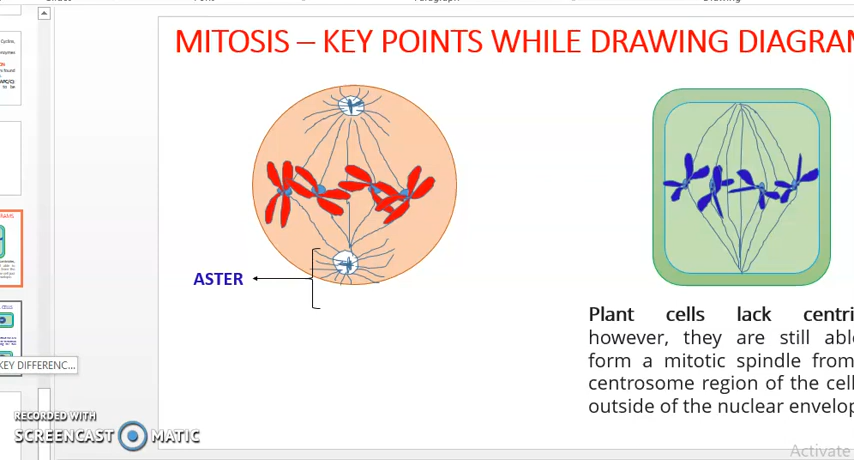 MITOSIS – KEY POINTS WHILE DRAWING DIAGRAM
ASTER
Plant cells lack centri
however, they are still able
form a mitotic spindle from
centrosome region of the cell
outside of the nuclear envelop
KEY DIFFERENC...
RECORDED WITH
SCREENCAST MATIC
Activate